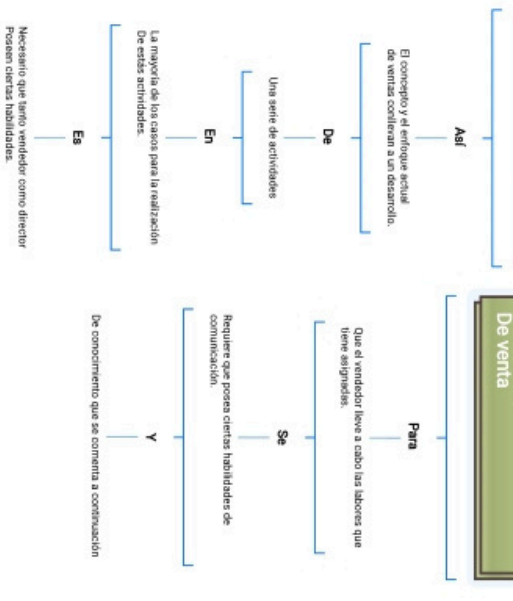 De venta
Así
El concepto y el enfoque actual
de ventas conllevan a un desarrollo.
De
Una serie de actividades
En
La mayoría de los casos para la realización
De estás actividades.
Es
Necesario que tanto vendedor como director
Poseen ciertas habilidades.
Para
Que el vendedor lleve a cabo las labores que
tiene asignadas.
Se
Requiere que posea ciertas habilidades de
comunicación.
Y
De conocimiento que se comenta a continuación